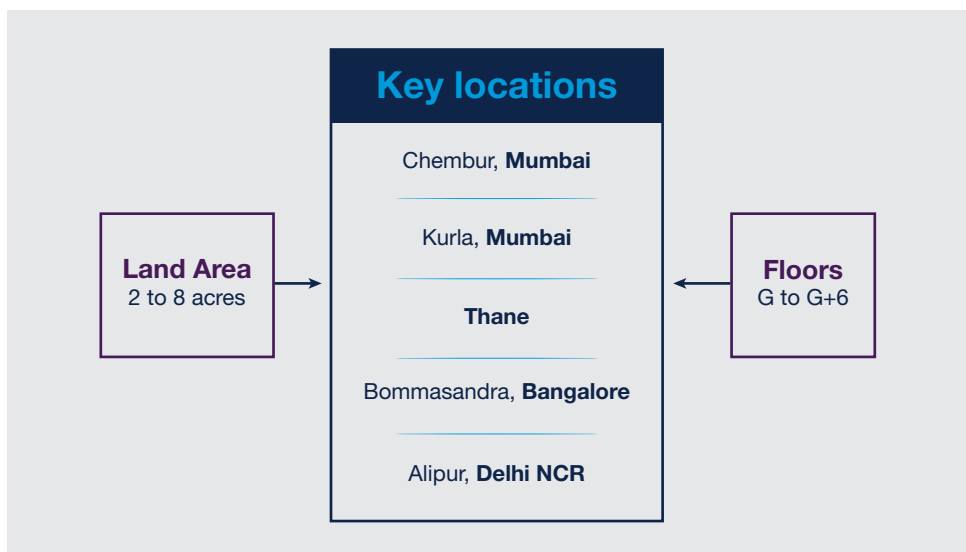 Key locations
Chembur, Mumbai
Kurla, Mumbai
Thane
Bommasandra, Bangalore
Alipur, Delhi NCR
Land Area
2 to 8 acres
Floors
G to G+6